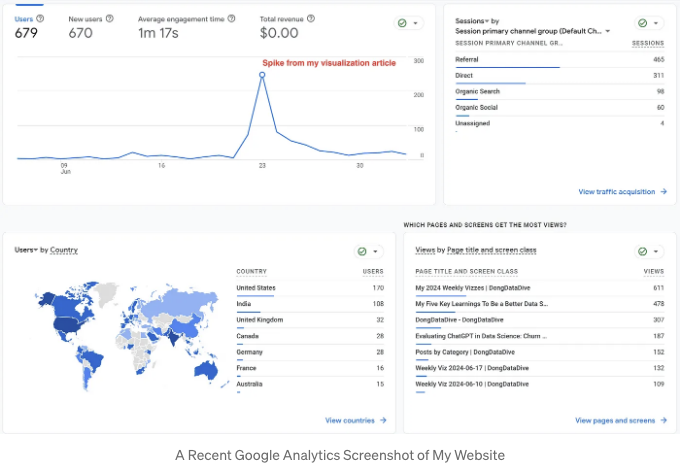 Users
New users
Average engagement time
Total revenue
679
670
1m 17s
$0.00
Spike from my visualization article
300
200
100
0
09
Jun
16
23
30
Sessions by
Session primary channel group (Default Ch...
SESSION PRIMARY CHANNEL GR...
SESSIONS
Referral 465
Direct 311
Organic Search 98
Organic Social 60
Unassigned 4
View traffic acquisition
Users by Country
COUNTRY USERS
United States 170
India 108
United Kingdom 32
Canada 28
Germany 28
France 16
Australia 15
View countries
WHICH PAGES AND SCREENS GET THE MOST VIEWS?
Views by Page title and screen class
PAGE TITLE AND SCREEN CLASS VIEWS
My 2024 Weekly Vizzes | DongDataDive 611
My Five Key Learnings To Be a Better Data S... 478
DongDataDive - DongDataDive 307
Evaluating ChatGPT in Data Science: Churn ... 187
Posts by Category | DongDataDive 152
Weekly Viz 2024-06-17 | DongDataDive 132
Weekly Viz 2024-06-10 | DongDataDive 109
View pages and screens
A Recent Google Analytics Screenshot of My Website